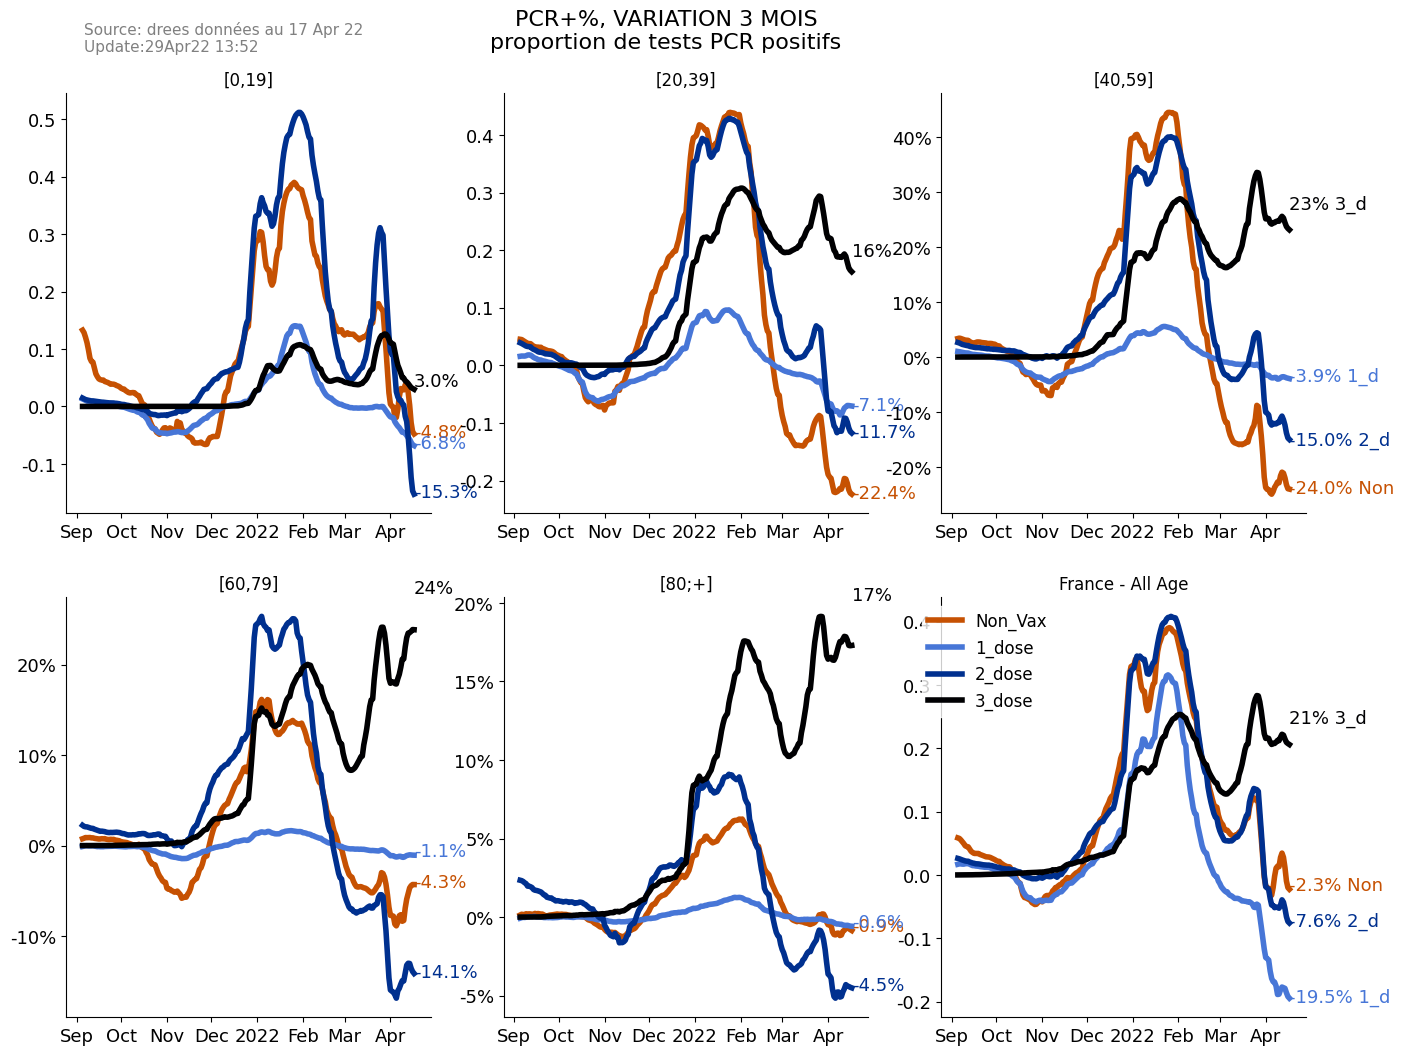 Source: drees données au 17 Apr 22
Update:29Apr22 13:52
PCR+%, VARIATION 3 MOIS
proportion de tests PCR positifs
[0,19]
0.5
0.4
0.3
0.2
0.1
0.0
-0.1
3.0%
-4.8%
-6.8%
-15.3%
Sep Oct Nov Dec 2022 Feb Mar Apr
[20,39]
0.4
0.3
0.2
0.1
0.0
-0.1
-0.2
16%
-7.1%
-11.7%
-22.4%
Sep Oct Nov Dec 2022 Feb Mar Apr
[40,59]
40%
30%
20%
10%
0%
-10%
-20%
23% 3_d
-3.9% 1_d
-15.0% 2_d
-24.0% Non
Sep Oct Nov Dec 2022 Feb Mar Apr
[60,79]
24%
20%
10%
0%
-10%
-1.1%
-4.3%
-14.1%
Sep Oct Nov Dec 2022 Feb Mar Apr
[80;+]
20%
15%
10%
5%
0%
-5%
17%
-0.6%
-0.9%
-4.5%
Sep Oct Nov Dec 2022 Feb Mar Apr
France - All Age
Non_Vax
1_dose
2_dose
3_dose
0.4
0.3
0.2
0.1
0.0
-0.1
-0.2
21% 3_d
-2.3% Non
-7.6% 2_d
-19.5% 1_d
Sep Oct Nov Dec 2022 Feb Mar Apr